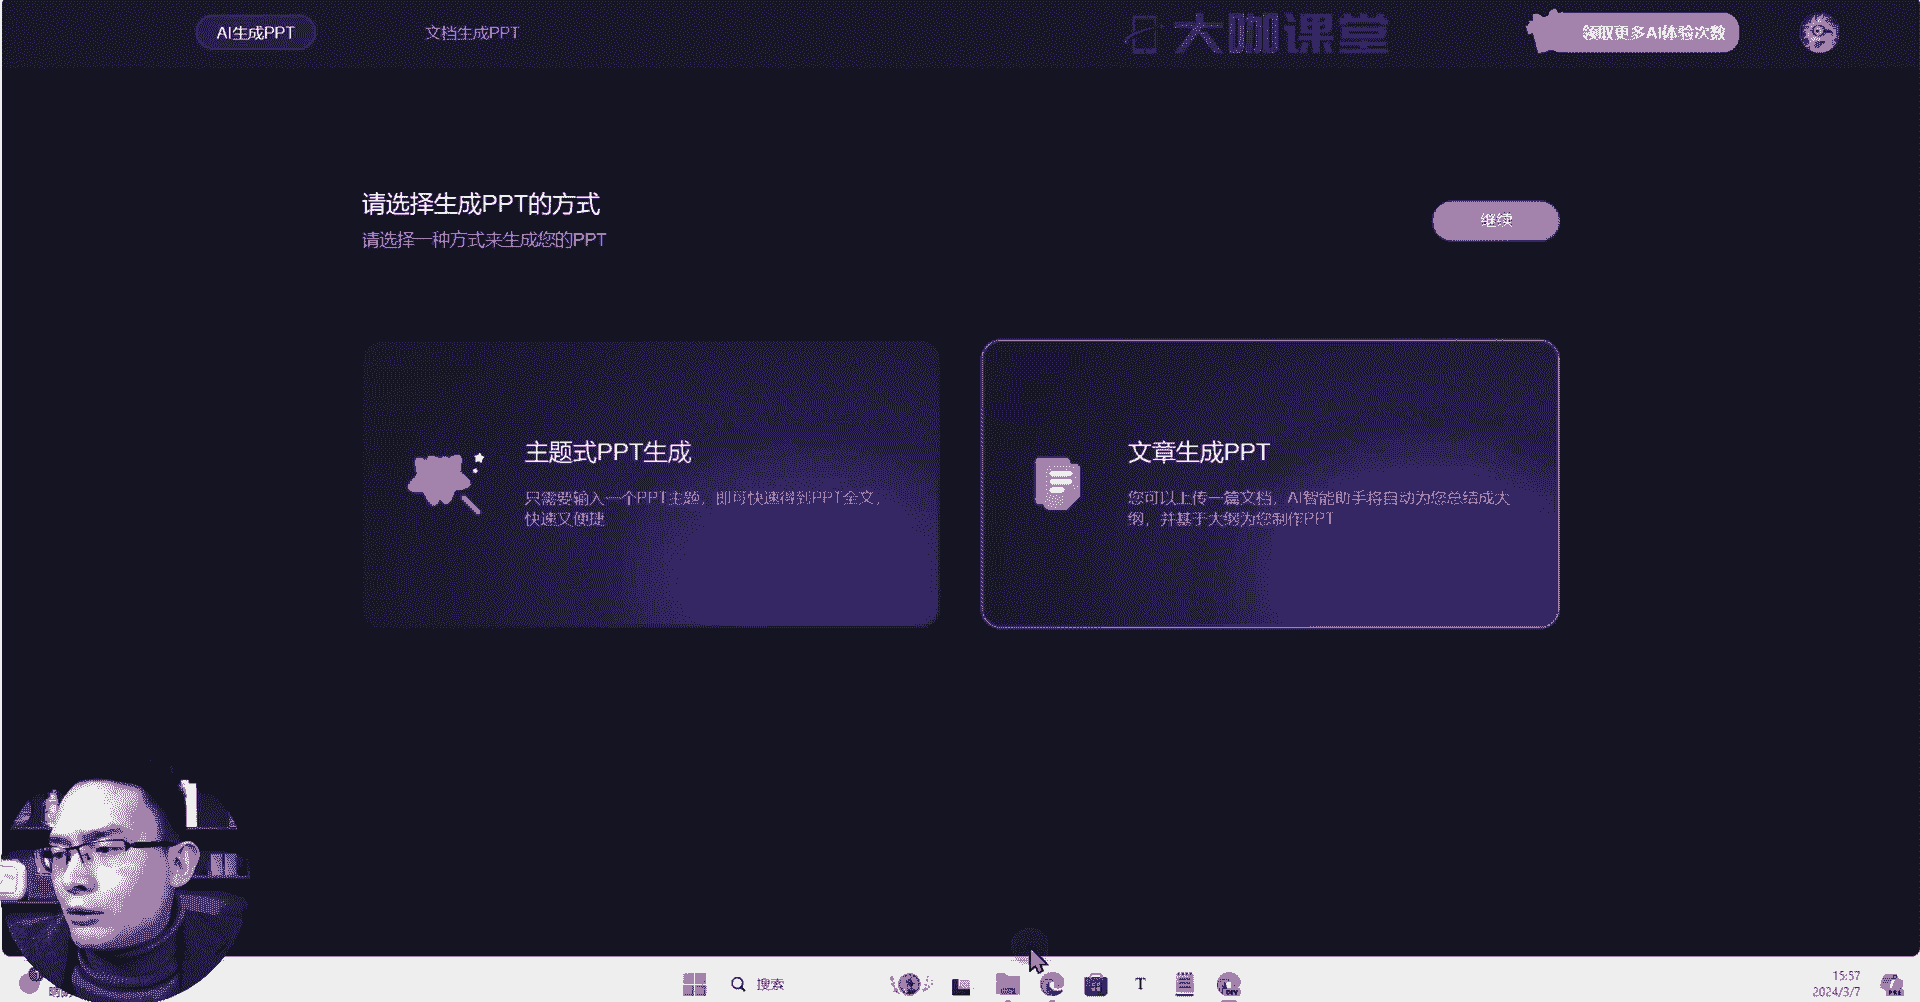 AI生成PPT
文档生成PPT
大咖课堂
领取更多AI体验次数
请选择生成PPT的方式
请选择一种方式来生成您的PPT
继续
主题式PPT生成
只需要输入一个PPT主题，即可快速得到PPT全文，
快速又便捷
文章生成PPT
您可以上传一篇文档，AI智能助手将自动为您总结成大
纲，并基于大纲为您制作PPT
搜索
T
15:57
2024/3/7